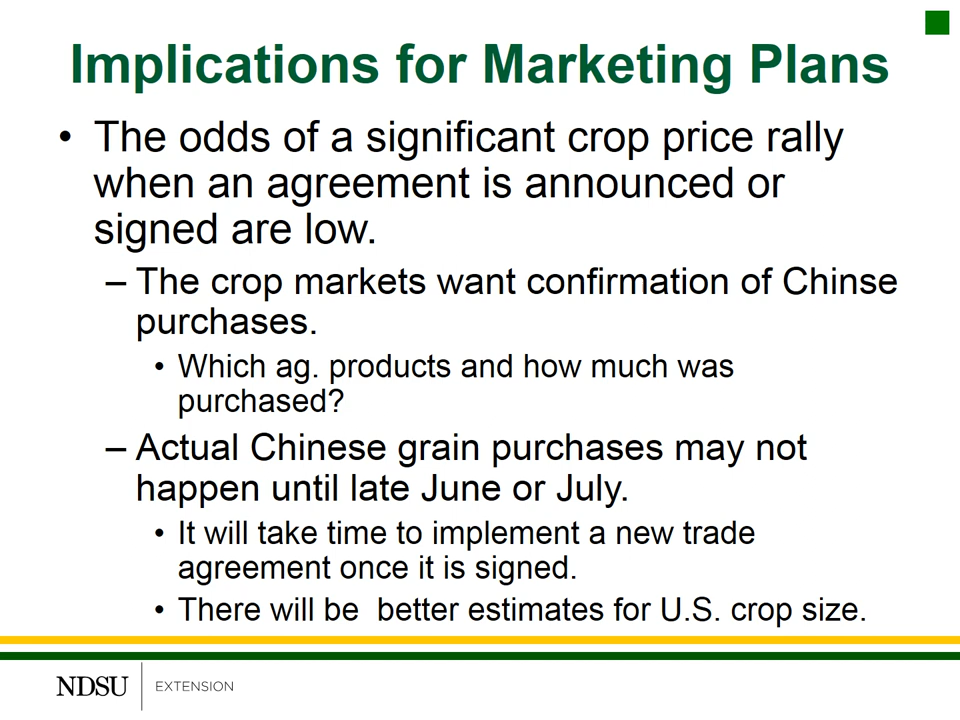 Implications for Marketing Plans
• The odds of a significant crop price rally
when an agreement is announced or
signed are low.
– The crop markets want confirmation of Chinse
purchases.
• Which ag. products and how much was
purchased?
– Actual Chinese grain purchases may not
happen until late June or July.
• It will take time to implement a new trade
agreement once it is signed.
• There will be  better estimates for U.S. crop size.
NDSU EXTENSION